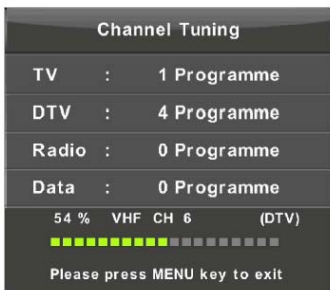 Channel Tuning
TV : 1 Programme
DTV : 4 Programme
Radio : 0 Programme
Data : 0 Programme
54 % VHF CH 6 (DTV)
Please press MENU key to exit